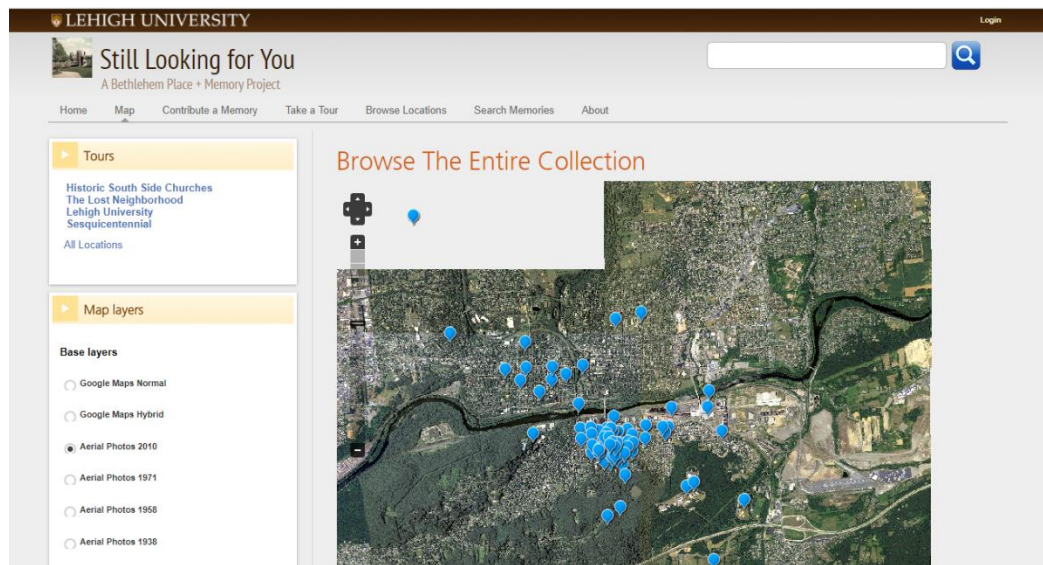 LEHIGH UNIVERSITY
Login
Still Looking for You
A Bethlehem Place + Memory Project
Home Map Contribute a Memory Take a Tour Browse Locations Search Memories About
Tours
Historic South Side Churches
The Lost Neighborhood
Lehigh University
Sesquicentennial
All Locations
Map layers
Base layers
Google Maps Normal
Google Maps Hybrid
Aerial Photos 2010
Aerial Photos 1971
Aerial Photos 1958
Aerial Photos 1938
Browse The Entire Collection